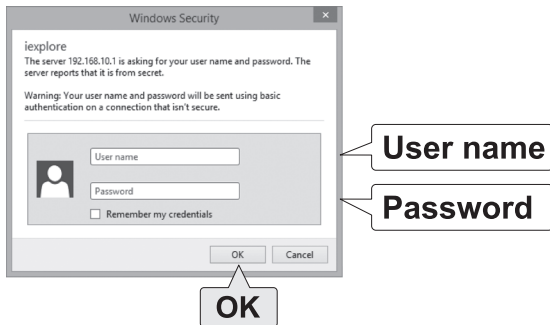 Windows Security
iexplore
The server 192.168.10.1 is asking for your user name and password. The
server reports that it is from secret.
Warning: Your user name and password will be sent using basic
authentication on a connection that isn't secure.
User name
Password
Remember my credentials
OK
Cancel
User name
Password
OK